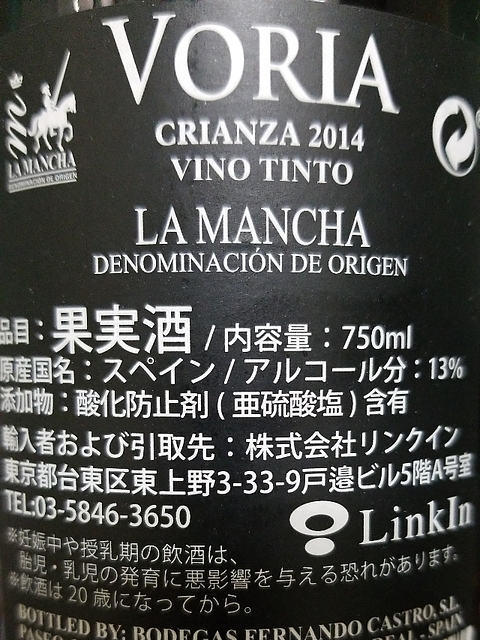 VORIA
CRIANZA 2014
VINO TINTO
LA MANCHA
DENOMINACIÓN DE ORIGEN
LA MANCHA
DENOMINACIÓN DE ORIGEN
品目：果実酒 / 内容量：750ml
原産国名：スペイン / アルコール分：13%
添加物：酸化防止剤 ( 亜硫酸塩 ) 含有
輸入者および引取先：株式会社リンクイン
東京都台東区東上野3-33-9戸邉ビル5階A号室
TEL:03-5846-3650
LinkIn
※妊娠中や授乳期の飲酒は、
胎児・乳児の発育に悪影響を与える恐れがあります。
※飲酒は20歳になってから。
BOTTLED BY: BODEGAS FERNANDO CASTRO, S.L.
SPAIN